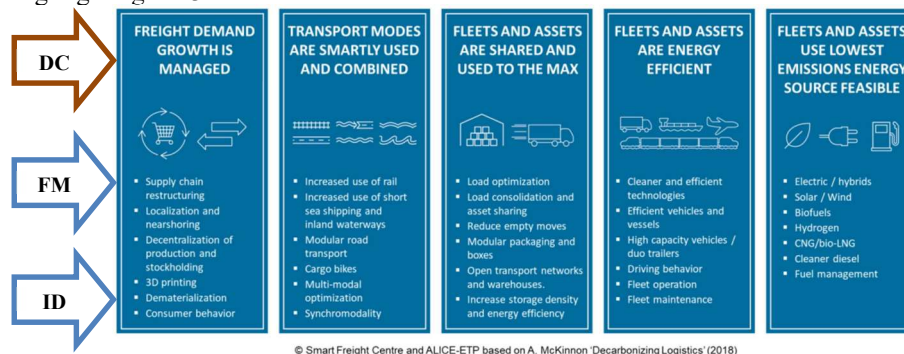 DC
FM
ID
FREIGHT DEMAND
GROWTH IS
MANAGED
▪ Supply chain
restructuring
▪ Localization and
nearshoring
▪ Decentralization of
production and
stockholding
▪ 3D printing
▪ Dematerialization
▪ Consumer behavior
TRANSPORT MODES
ARE SMARTLY USED
AND COMBINED
▪ Increased use of rail
▪ Increased use of short
sea shipping and
inland waterways
▪ Modular road
transport
▪ Cargo bikes
▪ Multi-modal
optimization
▪ Synchromodality
FLEETS AND ASSETS
ARE SHARED AND
USED TO THE MAX
▪ Load optimization
▪ Load consolidation and
asset sharing
▪ Reduce empty moves
▪ Modular packaging and
boxes
▪ Open transport networks
and warehouses.
▪ Increase storage density
and energy efficiency
FLEETS AND ASSETS
ARE ENERGY
EFFICIENT
▪ Cleaner and efficient
technologies
▪ Efficient vehicles and
vessels
▪ High capacity vehicles /
duo trailers
▪ Driving behavior
▪ Fleet operation
▪ Fleet maintenance
FLEETS AND ASSETS
USE LOWEST
EMISSIONS ENERGY
SOURCE FEASIBLE
▪ Electric / hybrids
▪ Solar / Wind
▪ Biofuels
▪ Hydrogen
▪ CNG/bio-LNG
▪ Cleaner diesel
▪ Fuel management
© Smart Freight Centre and ALICE-ETP based on A. McKinnon 'Decarbonizing Logistics' (2018)